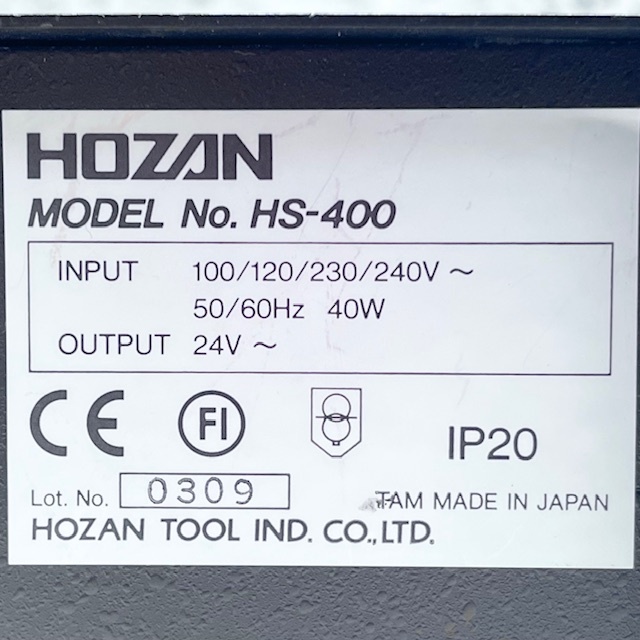 HOZAN
MODEL No. HS-400
INPUT 100/120/230/240V ~
50/60Hz 40W
OUTPUT 24V ~
CE FI IP20
Lot. No. 0309 TAM MADE IN JAPAN
HOZAN TOOL IND. CO.,LTD.